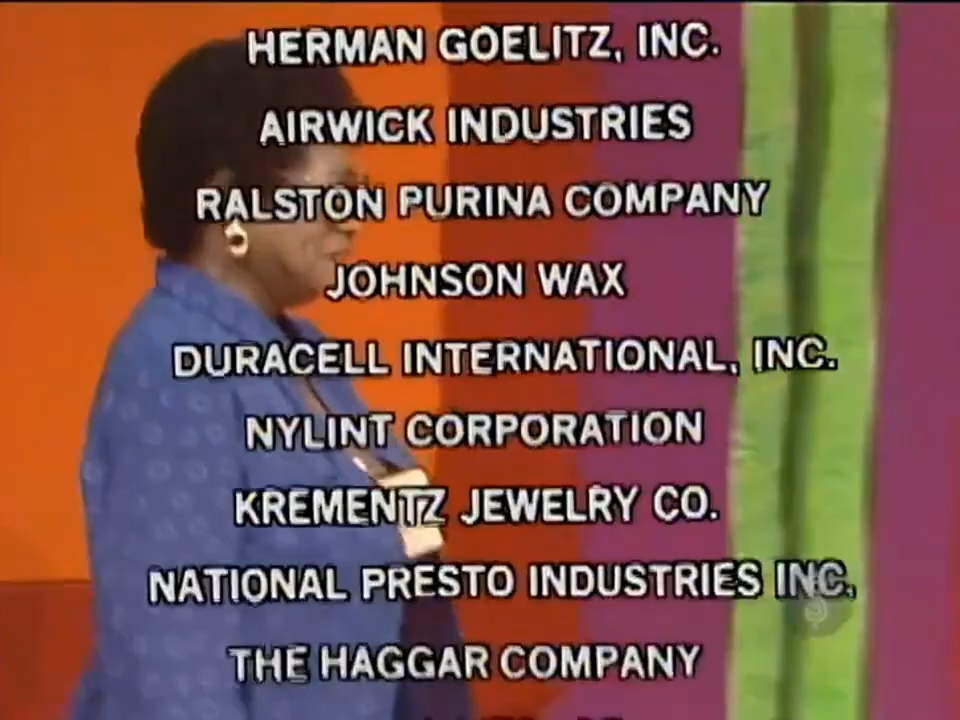 HERMAN GOELITZ, INC.
AIRWICK INDUSTRIES
RALSTON PURINA COMPANY
JOHNSON WAX
DURACELL INTERNATIONAL, INC.
NYLINT CORPORATION
KREMENTZ JEWELRY CO.
NATIONAL PRESTO INDUSTRIES INC.
THE HAGGAR COMPANY